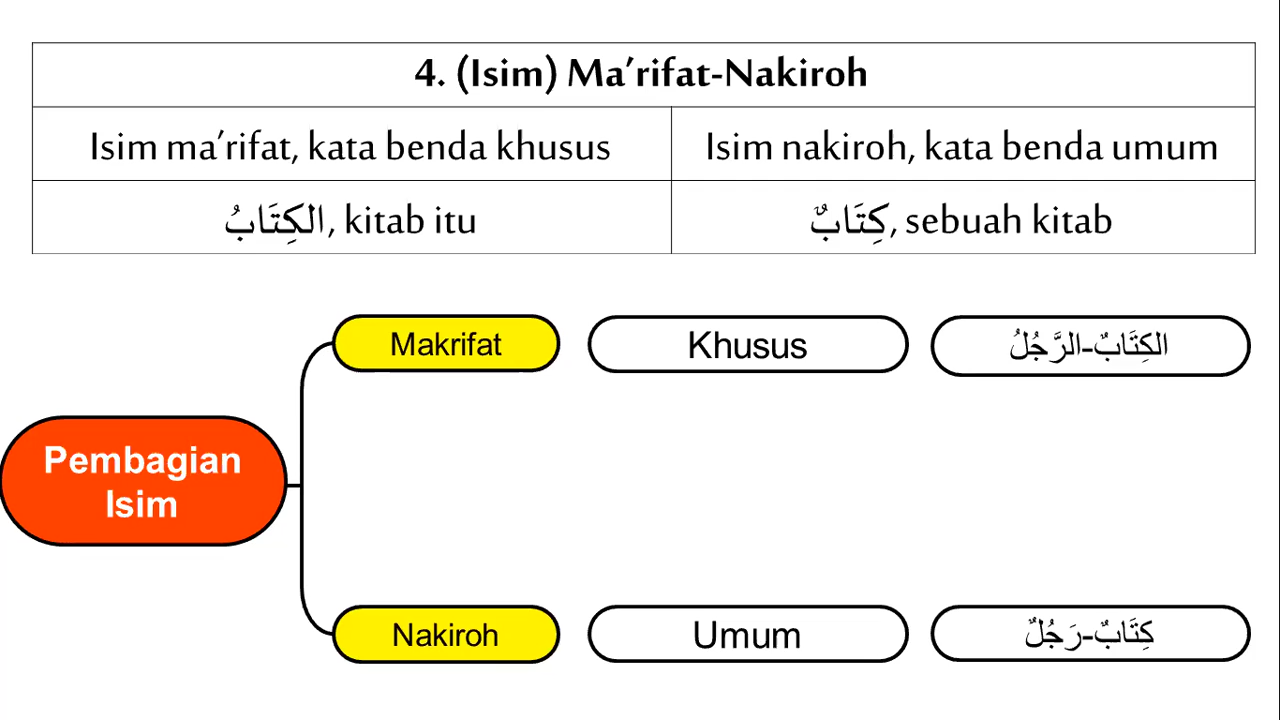 4. (Isim) Ma’rifat-Nakiroh
Isim ma’rifat, kata benda khusus
Isim nakiroh, kata benda umum
الكِتَابُ, kitab itu
كِتَابٌ, sebuah kitab
Makrifat
Khusus
الكِتَابٌ-الرَّجُلُ
Pembagian
Isim
Nakiroh
Umum
كِتَابٌ-رَجُلٌ